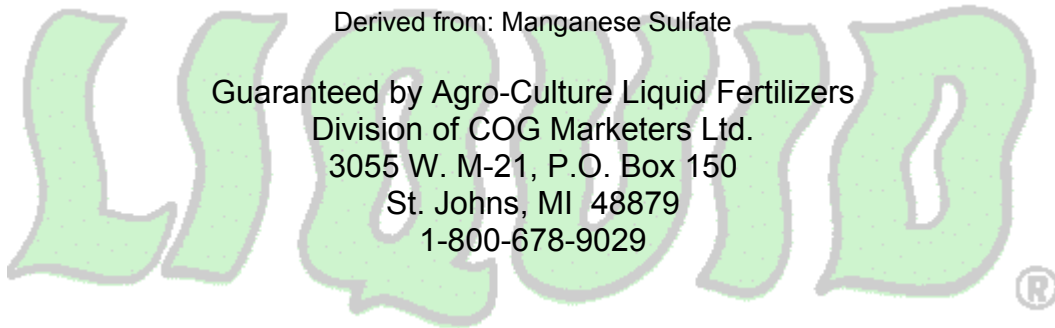 Derived from: Manganese Sulfate
Guaranteed by Agro-Culture Liquid Fertilizers
Division of COG Marketers Ltd.
3055 W. M-21, P.O. Box 150
St. Johns, MI  48879
1-800-678-9029
LIQUID®